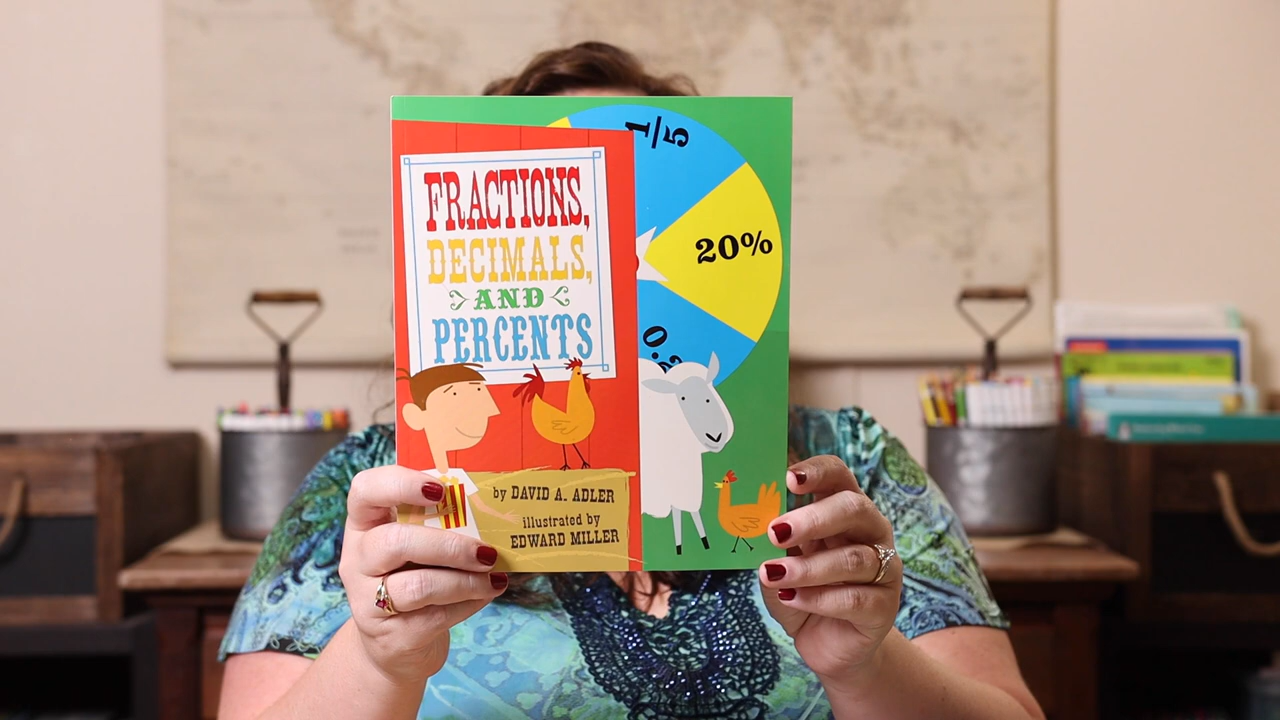 FRACTIONS,
DECIMALS,
AND
PERCENTS
by DAVID A. ADLER
illustrated by
EDWARD MILLER
1/5
20%